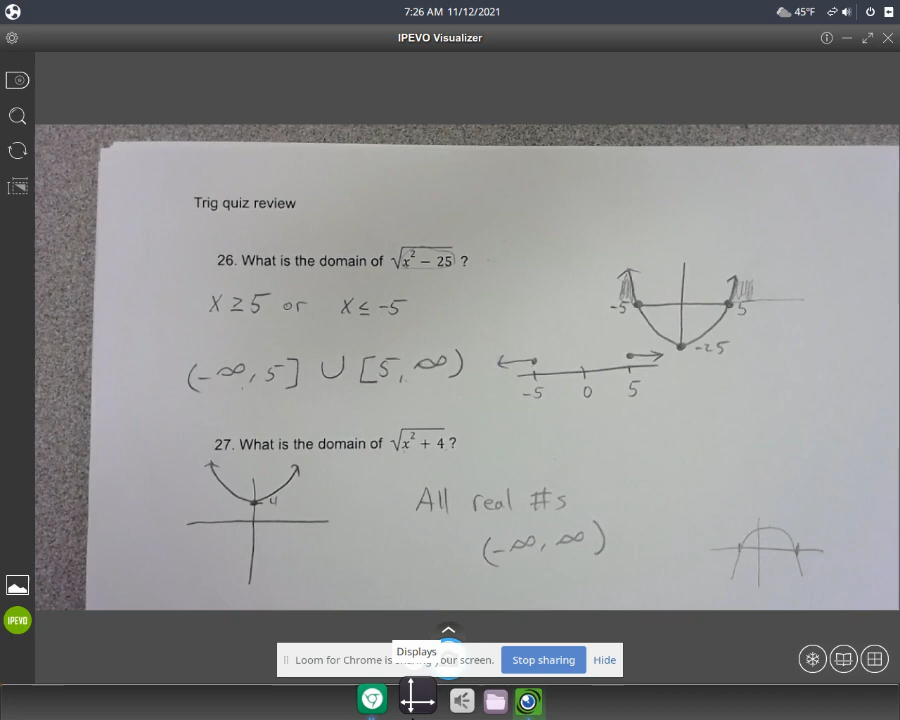 7:26 AM 11/12/2021
45°F
IPEVO Visualizer
Trig quiz review
26. What is the domain of √(x² − 25) ?
x ≥ 5 or x ≤ -5
(-∞, 5] ∪ [5, ∞)
-5 5
-25
-5 0 5
27. What is the domain of √(x² + 4) ?
4
All real #s
(-∞, ∞)
IPEVO
Displays
Loom for Chrome is sharing your screen.
Stop sharing
Hide